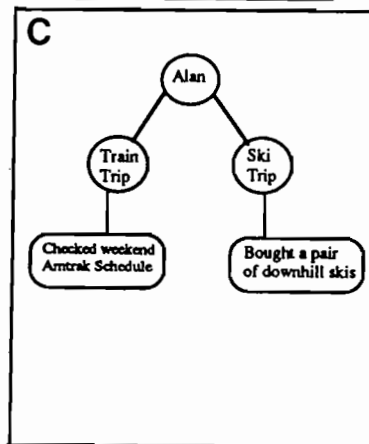 C
Alan
Train
Trip
Ski
Trip
Checked weekend
Amtrak Schedule
Bought a pair
of downhill skis